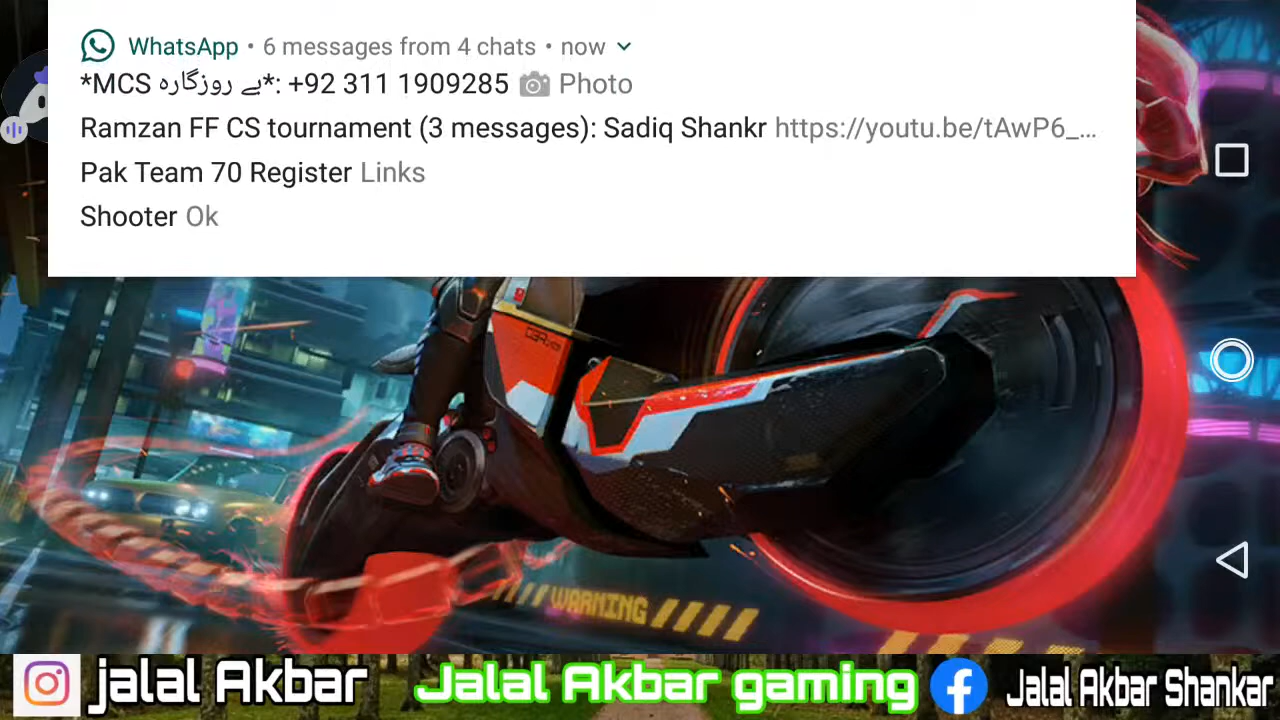 WhatsApp • 6 messages from 4 chats • now
*MCS بے روزگارہ*: +92 311 1909285 Photo
Ramzan FF CS tournament (3 messages): Sadiq Shankr https://youtu.be/tAwP6_...
Pak Team 70 Register Links
Shooter Ok
WARNING
jalal Akbar
Jalal Akbar gaming
Jalal Akbar Shankar